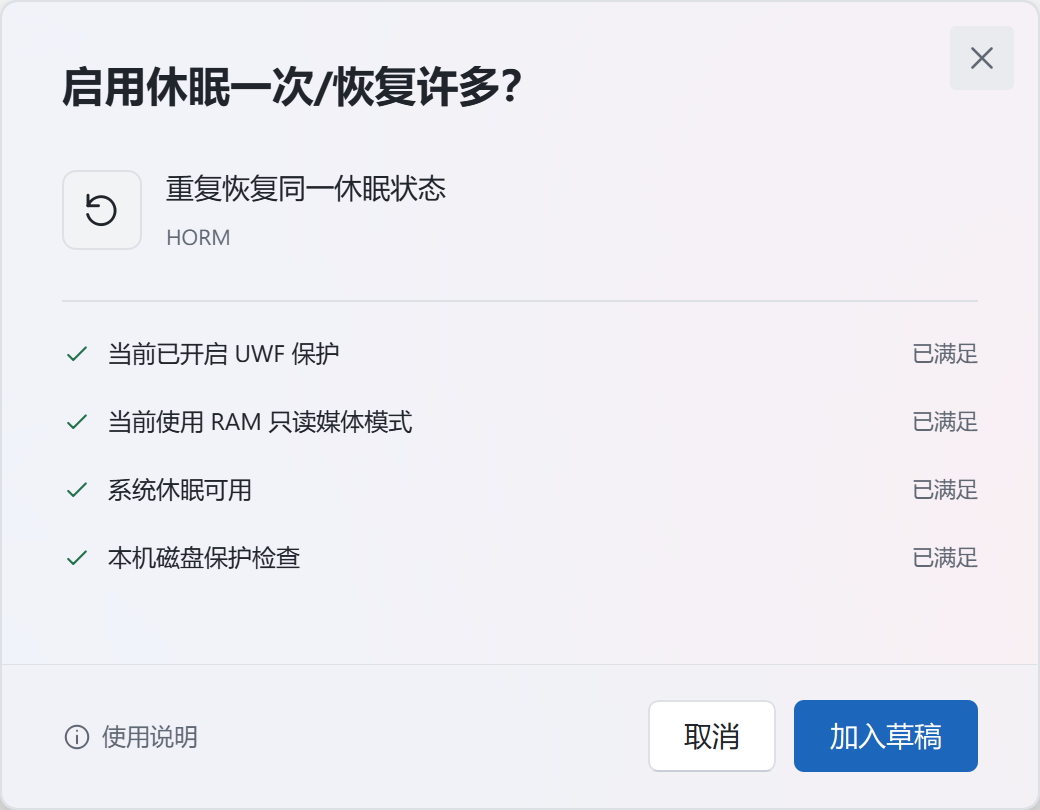 启用休眠一次/恢复许多?
重复恢复同一休眠状态
HORM
当前已开启 UWF 保护 已满足
当前使用 RAM 只读媒体模式 已满足
系统休眠可用 已满足
本机磁盘保护检查 已满足
使用说明 取消 加入草稿